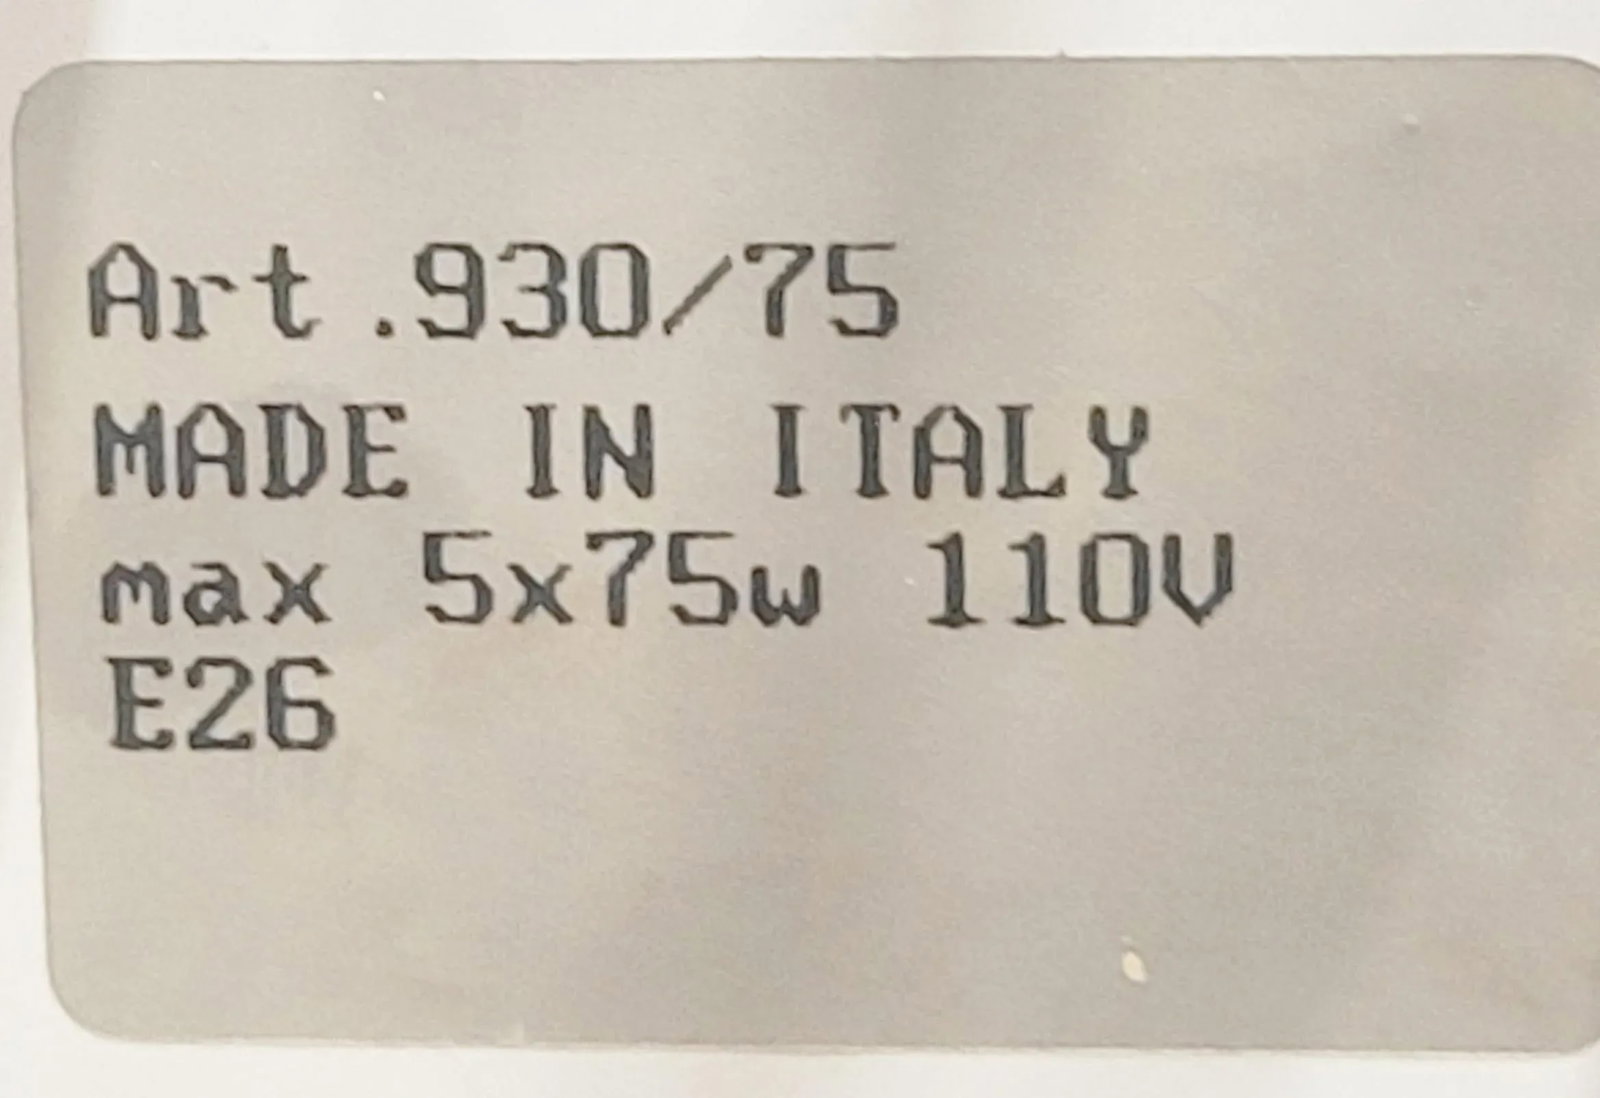 Art.930/75
MADE IN ITALY
max 5x75w 110V
E26